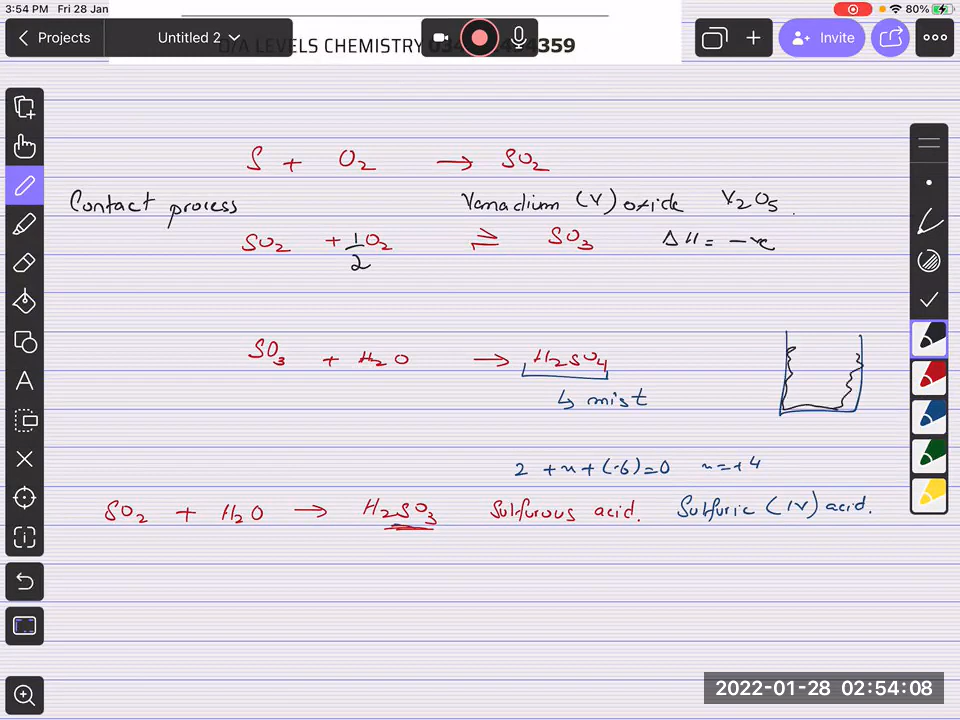 3:54 PM Fri 28 Jan 80%
Projects Untitled 2 Invite
O/A LEVELS CHEMISTRY 359
S + O2 → SO2
Contact process Vanadium (V) oxide V2O5.
SO2 + 1/2 O2 ⇌ SO3 ΔH = -ve
SO3 + H2O → H2SO4
↳ mist
2 + n + (-6) = 0 n = +4
SO2 + H2O → H2SO3 Sulfurous acid. Sulfuric (IV) acid.
A
2022-01-28 02:54:08